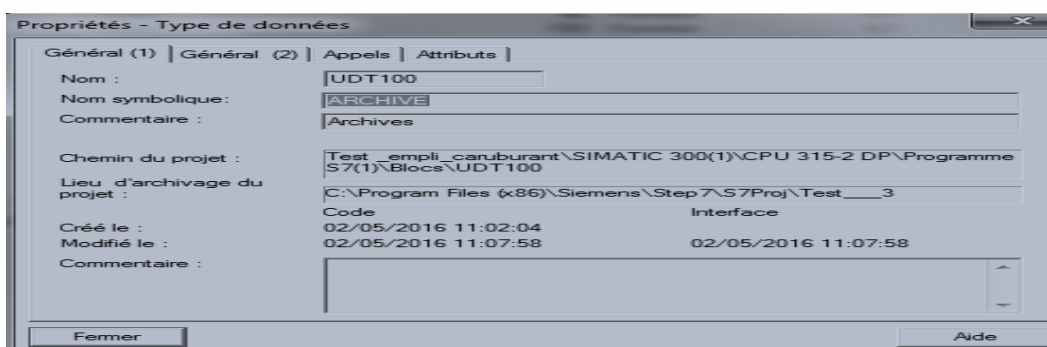 Propriétés - Type de données
Général (1) Général (2) Appels Attributs
Nom : UDT100
Nom symbolique: ARCHIVE
Commentaire : Archives
Chemin du projet : Test _empli_caruburant\SIMATIC 300(1)\CPU 315-2 DP\Programme
S7(1)\Blocs\UDT100
Lieu d'archivage du
projet : C:\Program Files (x86)\Siemens\Step7\S7Proj\Test___3
Code Interface
Créé le : 02/05/2016 11:02:04
Modifié le : 02/05/2016 11:07:58 02/05/2016 11:07:58
Commentaire :
Fermer Aide